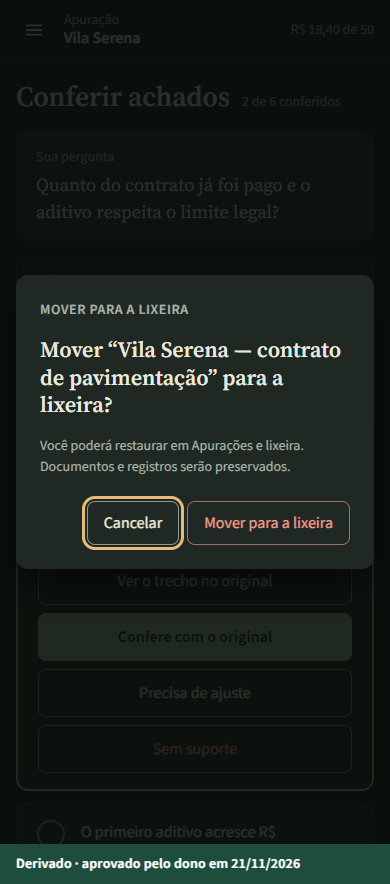 Apuração
Vila Serena
R$ 18,40 de 50
Conferir achados
2 de 6 conferidos
Sua pergunta
Quanto do contrato já foi pago e o
aditivo respeita o limite legal?
MOVER PARA A LIXEIRA
Mover “Vila Serena — contrato
de pavimentação” para a
lixeira?
Você poderá restaurar em Apurações e lixeira.
Documentos e registros serão preservados.
Cancelar
Mover para a lixeira
Ver o trecho no original
Confere com o original
Precisa de ajuste
Sem suporte
O primeiro aditivo acresce R$
Derivado · aprovado pelo dono em 21/11/2026